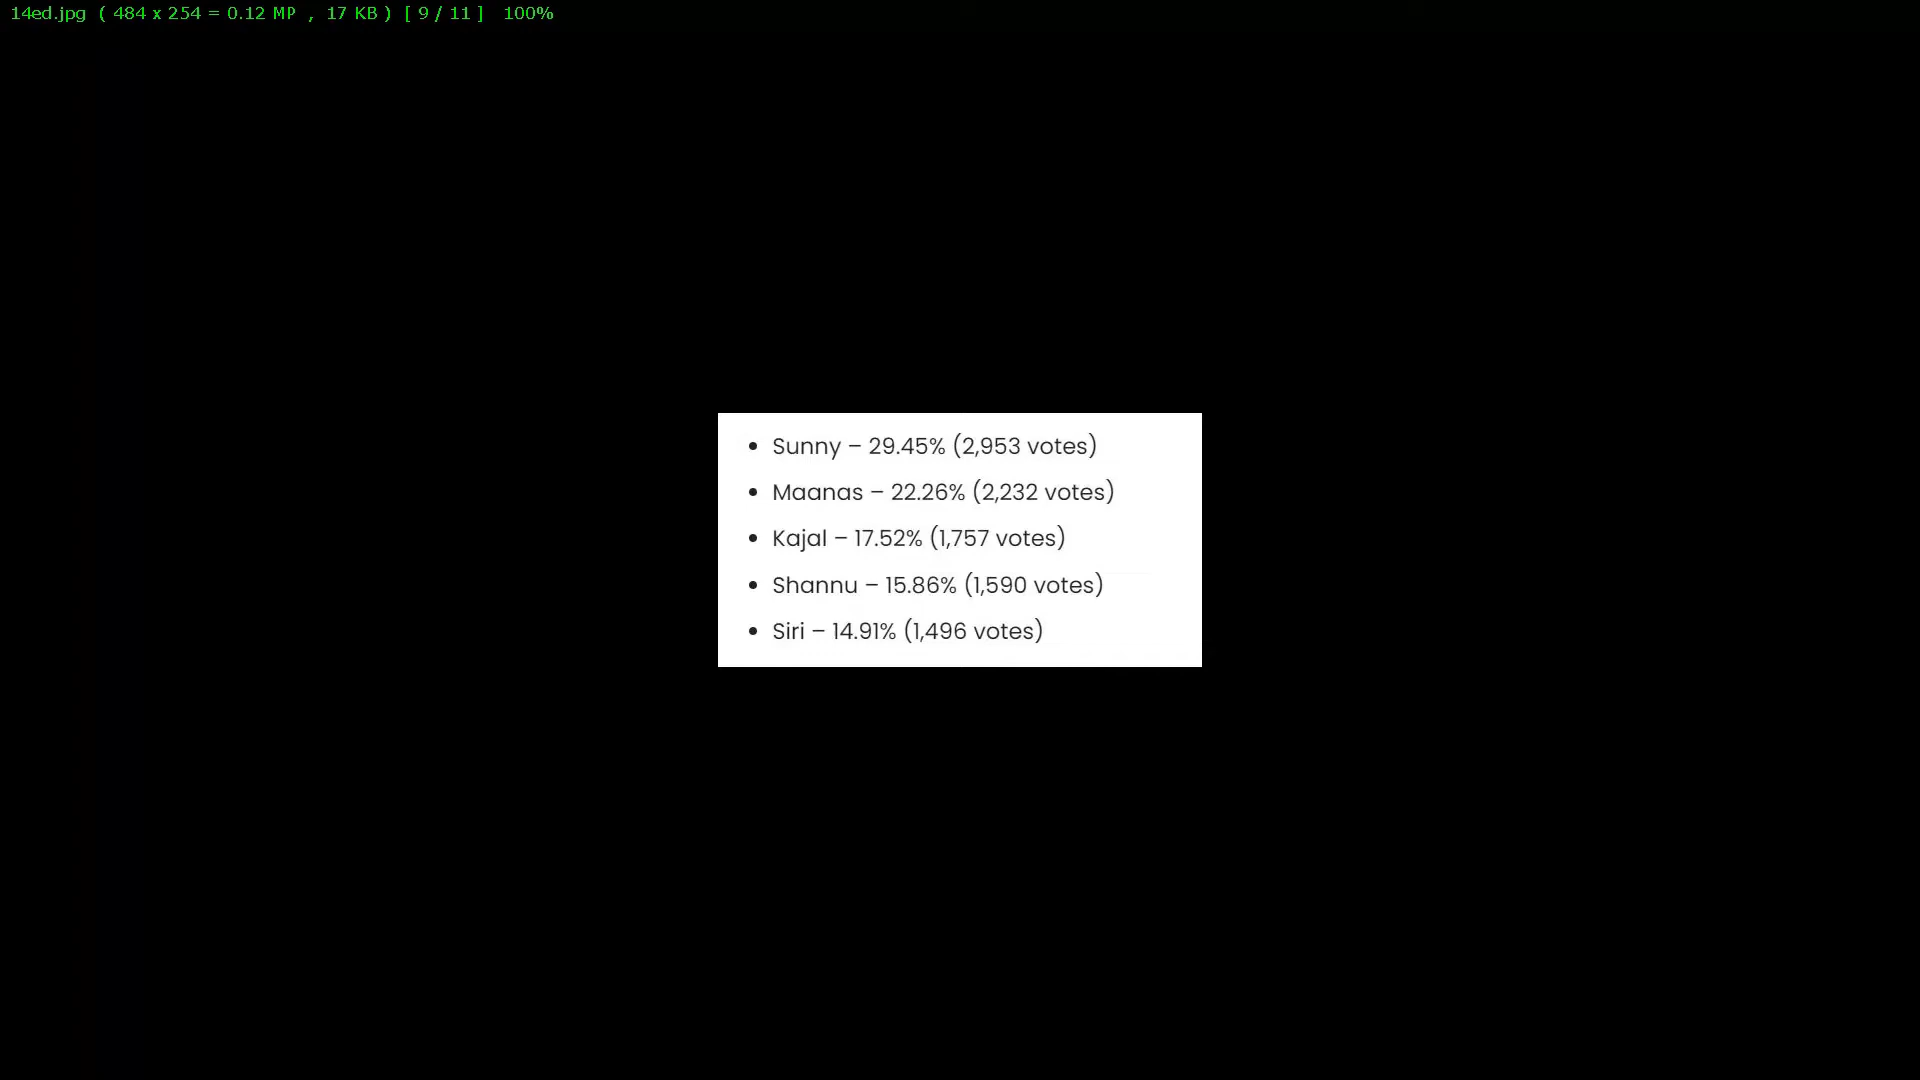 14ed.jpg ( 484 x 254 = 0.12 MP , 17 KB ) [ 9 / 11 ] 100%
• Sunny – 29.45% (2,953 votes)
• Maanas – 22.26% (2,232 votes)
• Kajal – 17.52% (1,757 votes)
• Shannu – 15.86% (1,590 votes)
• Siri – 14.91% (1,496 votes)